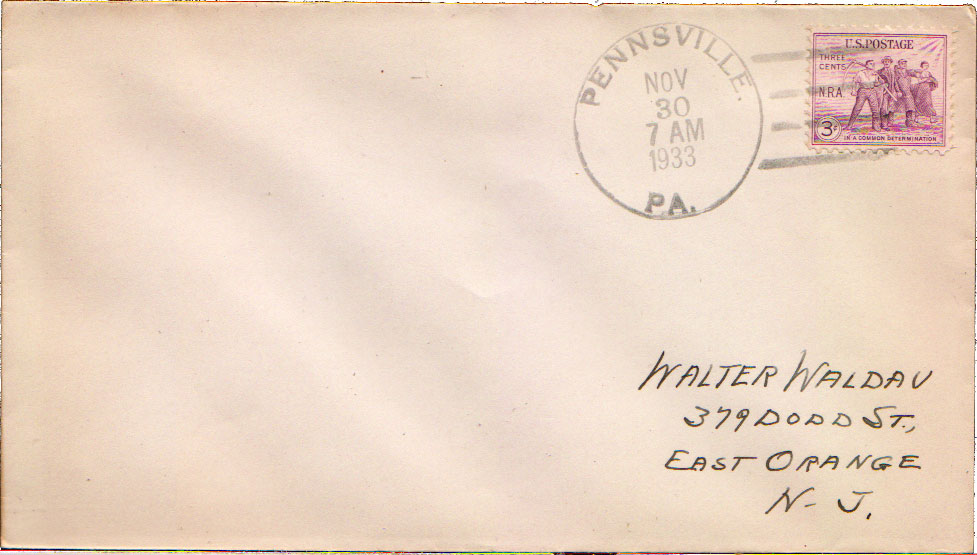 PENNSVILLE.
NOV
30
7 AM
1933
PA.
U.S. POSTAGE
THREE
CENTS
N.R.A.
3¢
IN A COMMON DETERMINATION
WALTER WALDAU
379 DODD ST.,
EAST ORANGE
N-J.